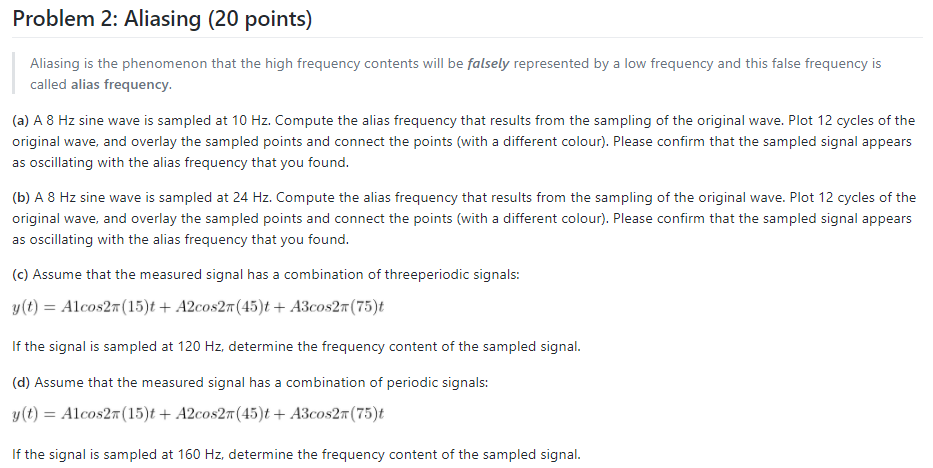 Problem 2: Aliasing (20 points)
Aliasing is the phenomenon that the high frequency contents will be falsely represented by a low frequency and this false frequency is
called alias frequency.
(a) A 8 Hz sine wave is sampled at 10 Hz. Compute the alias frequency that results from the sampling of the original wave. Plot 12 cycles of the
original wave, and overlay the sampled points and connect the points (with a different colour). Please confirm that the sampled signal appears
as oscillating with the alias frequency that you found.
(b) A 8 Hz sine wave is sampled at 24 Hz. Compute the alias frequency that results from the sampling of the original wave. Plot 12 cycles of the
original wave, and overlay the sampled points and connect the points (with a different colour). Please confirm that the sampled signal appears
as oscillating with the alias frequency that you found.
(c) Assume that the measured signal has a combination of threeperiodic signals:
y(t) = A1cos2π(15)t + A2cos2π(45)t + A3cos2π(75)t
If the signal is sampled at 120 Hz, determine the frequency content of the sampled signal.
(d) Assume that the measured signal has a combination of periodic signals:
y(t) = A1cos2π(15)t + A2cos2π(45)t + A3cos2π(75)t
If the signal is sampled at 160 Hz, determine the frequency content of the sampled signal.